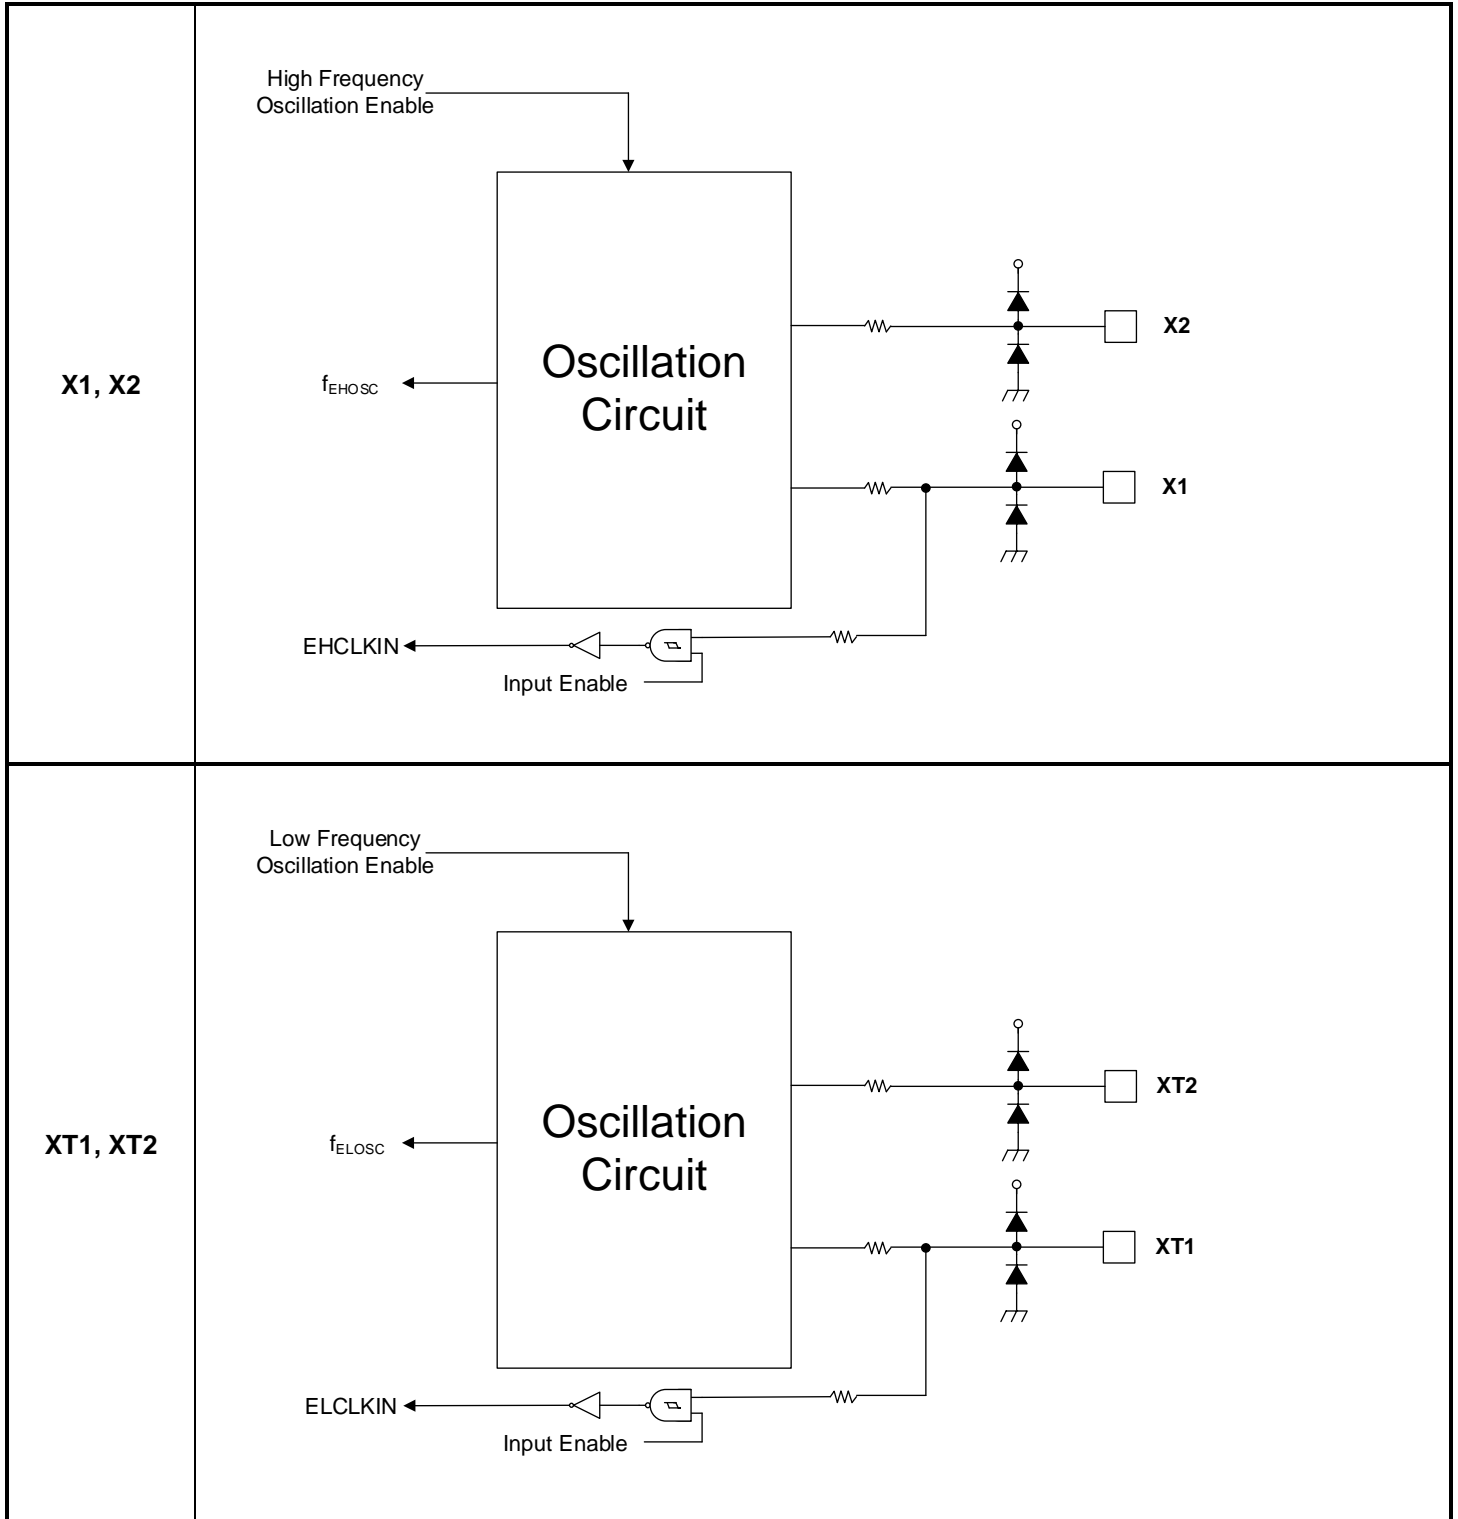 High Frequency
Oscillation Enable
X2
X1, X2
fEHOSC
Oscillation
Circuit
X1
EHCLKIN
Input Enable
Low Frequency
Oscillation Enable
XT2
XT1, XT2
fELOSC
Oscillation
Circuit
XT1
ELCLKIN
Input Enable